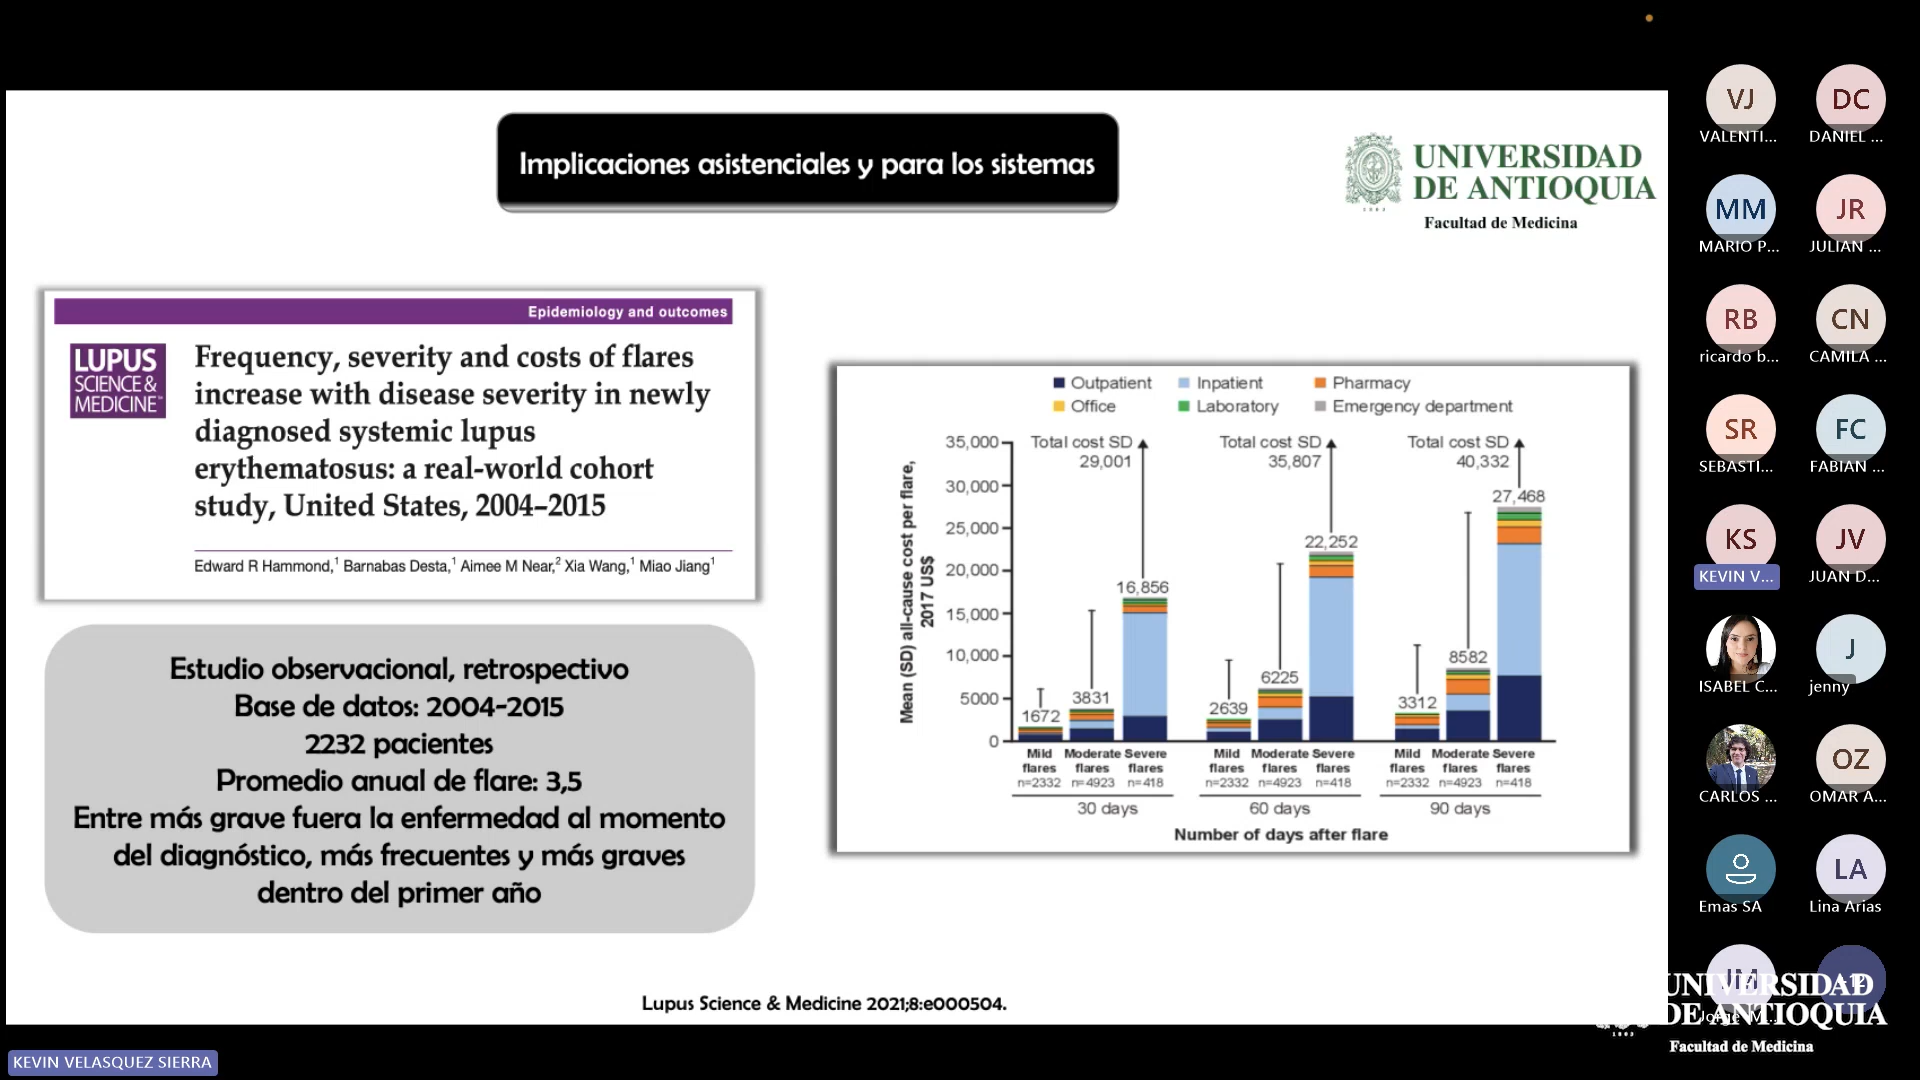 Implicaciones asistenciales y para los sistemas
UNIVERSIDAD
DE ANTIOQUIA
1803
Facultad de Medicina
Epidemiology and outcomes
LUPUS
SCIENCE &
MEDICINE
Frequency, severity and costs of flares
increase with disease severity in newly
diagnosed systemic lupus
erythematosus: a real-world cohort
study, United States, 2004–2015
Edward R Hammond,1 Barnabas Desta,1 Aimee M Near,2 Xia Wang,1 Miao Jiang1
Estudio observacional, retrospectivo
Base de datos: 2004-2015
2232 pacientes
Promedio anual de flare: 3,5
Entre más grave fuera la enfermedad al momento
del diagnóstico, más frecuentes y más graves
dentro del primer año
Outpatient Inpatient Pharmacy
Office Laboratory Emergency department
Mean (SD) all-cause cost per flare,
2017 US$
35,000
30,000
25,000
20,000
15,000
10,000
5000
0
Total cost SD
29,001
Total cost SD
35,807
Total cost SD
40,332
1672
3831
16,856
2639
6225
22,252
3312
8582
27,468
Mild Moderate Severe Mild Moderate Severe Mild Moderate Severe
flares flares flares flares flares flares flares flares flares
n=2332 n=4923 n=418 n=2332 n=4923 n=418 n=2332 n=4923 n=418
30 days 60 days 90 days
Number of days after flare
Lupus Science & Medicine 2021;8:e000504.
KEVIN VELASQUEZ SIERRA
VJ
VALENTI...
DC
DANIEL ...
MM
MARIO P...
JR
JULIAN ...
RB
ricardo b...
CN
CAMILA ...
SR
SEBASTI...
FC
FABIAN ...
KS
KEVIN V...
JV
JUAN D...
ISABEL C...
J
jenny
CARLOS ...
OZ
OMAR A...
Emas SA
LA
Lina Arias
JM
+12
UNIVERSIDAD
DE ANTIOQUIA
1803
Facultad de Medicina